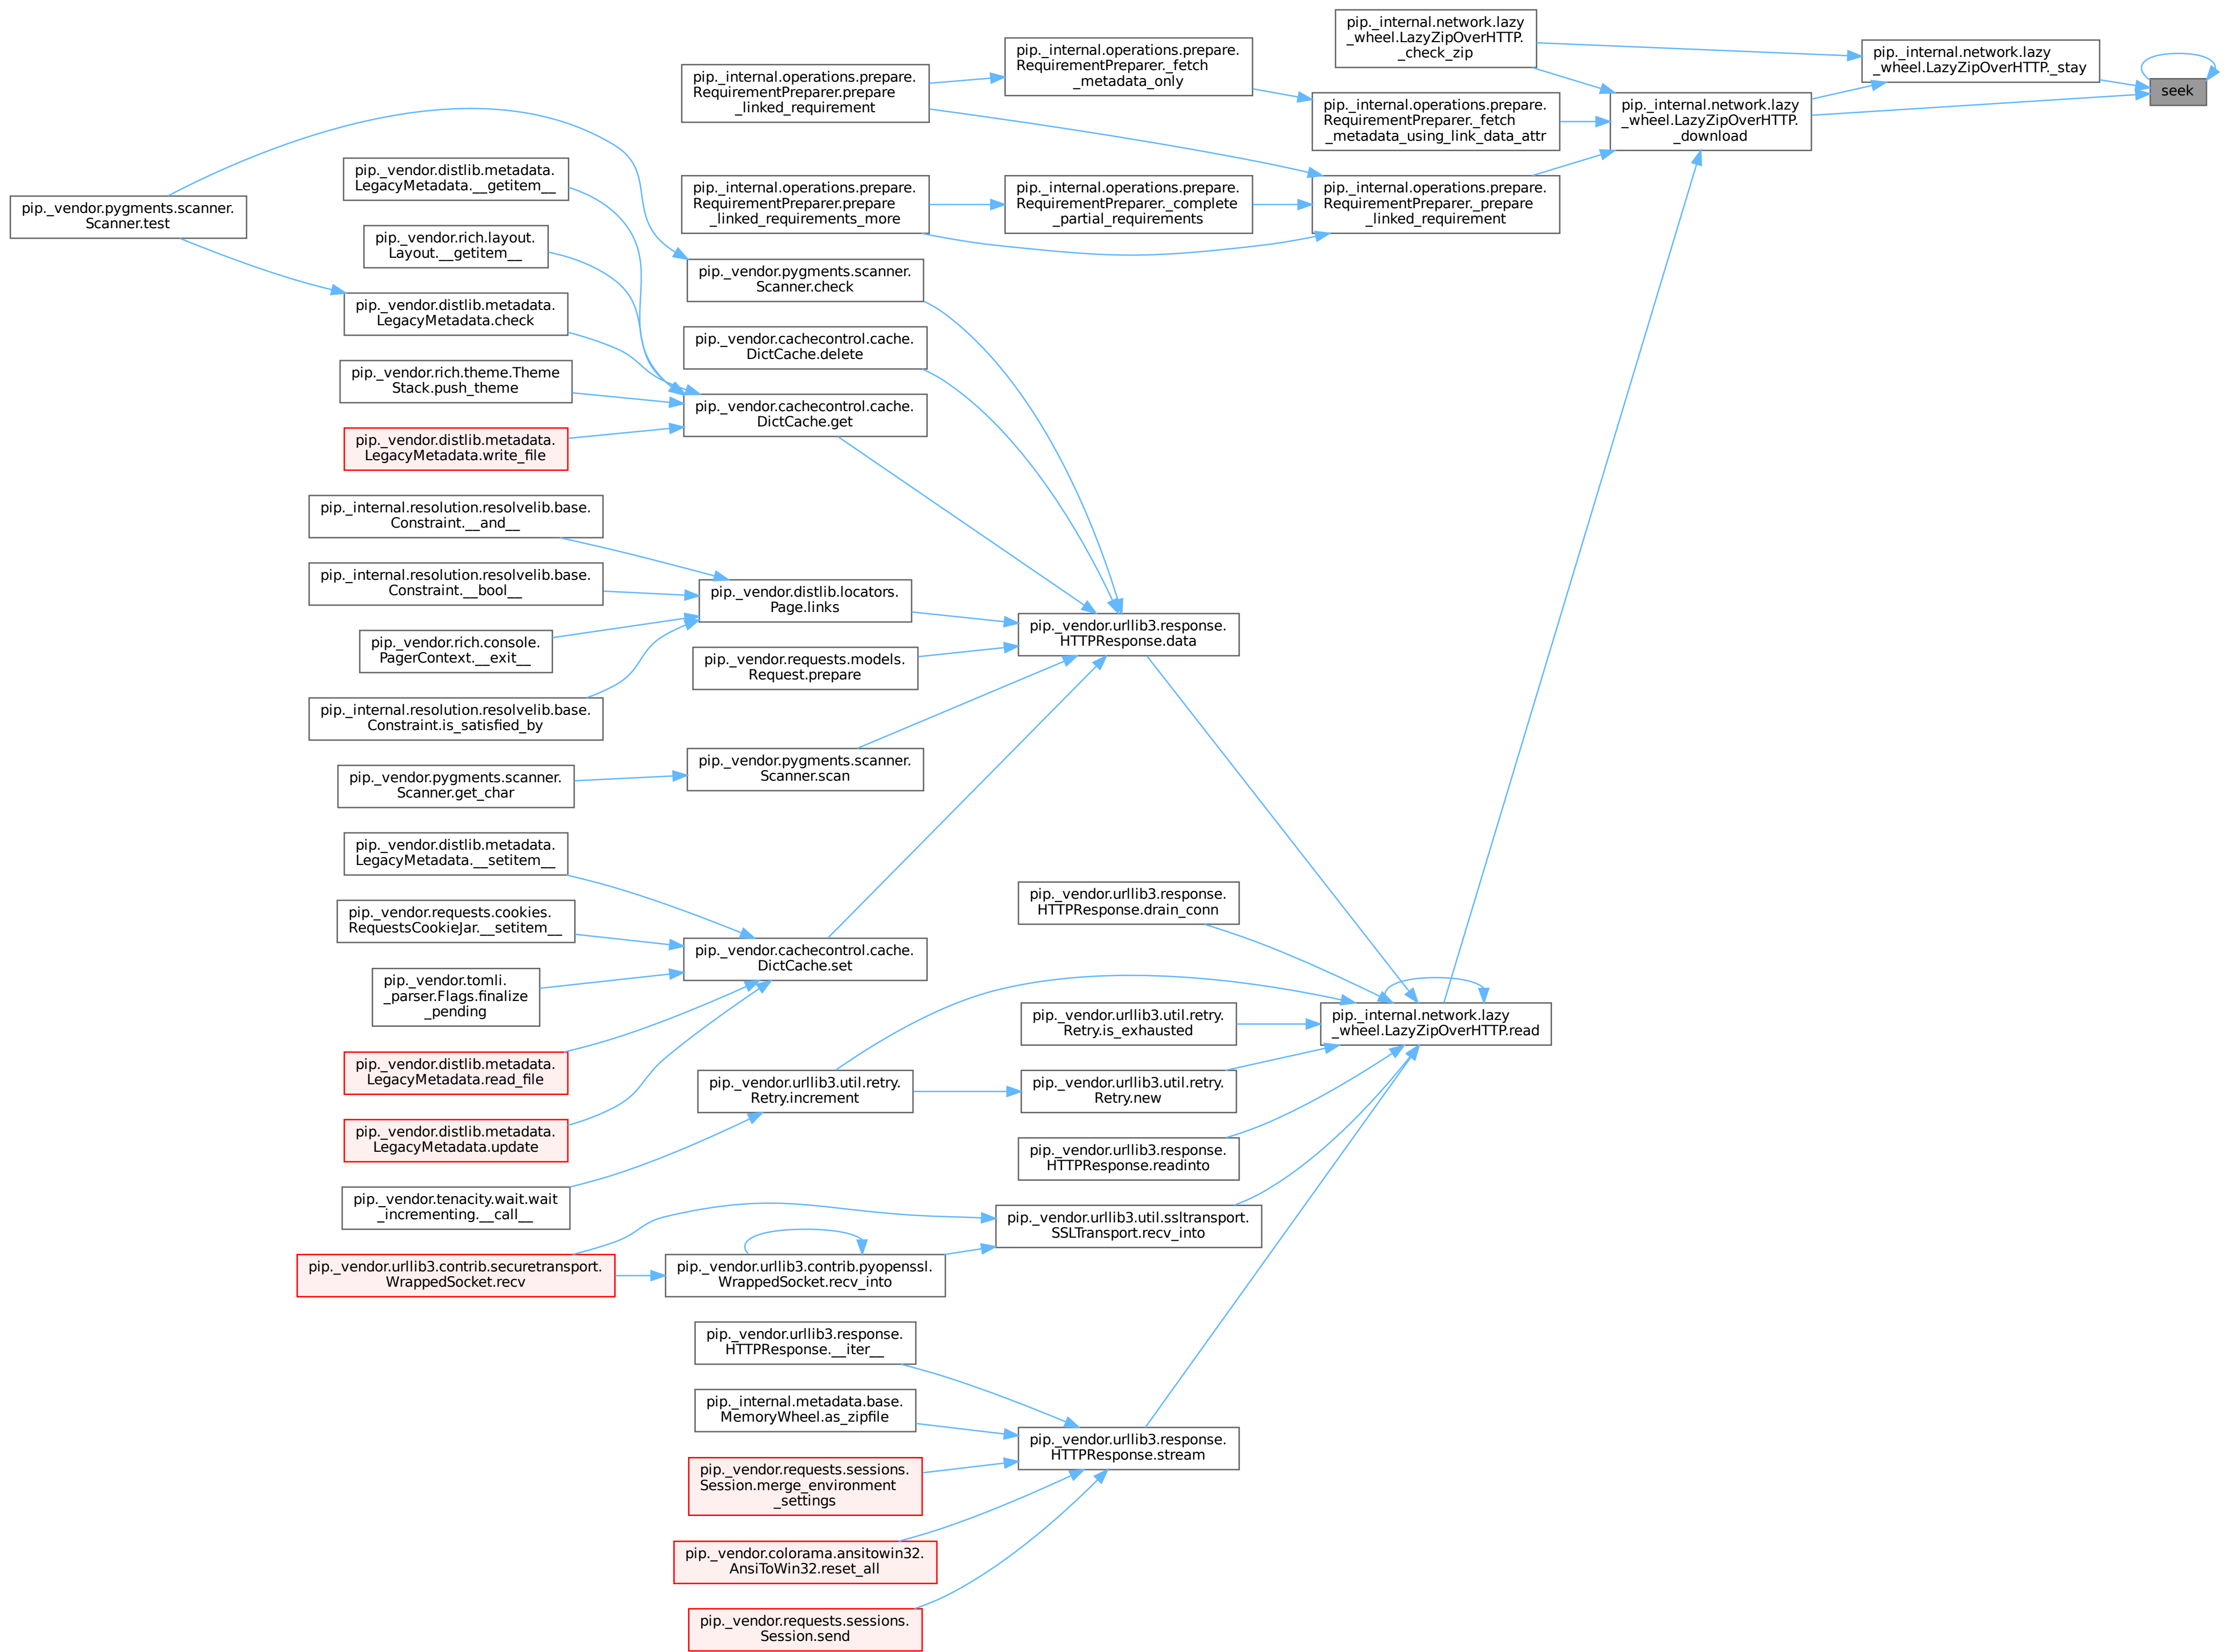 pip._internal.network.lazy
_wheel.LazyZipOverHTTP.
_check_zip
pip._internal.network.lazy
_wheel.LazyZipOverHTTP._stay
seek
pip._internal.operations.prepare.
RequirementPreparer._fetch
_metadata_only
pip._internal.operations.prepare.
RequirementPreparer.prepare
_linked_requirement
pip._internal.operations.prepare.
RequirementPreparer._fetch
_metadata_using_link_data_attr
pip._internal.network.lazy
_wheel.LazyZipOverHTTP.
_download
pip._vendor.distlib.metadata.
LegacyMetadata.__getitem__
pip._internal.operations.prepare.
RequirementPreparer.prepare
_linked_requirements_more
pip._internal.operations.prepare.
RequirementPreparer._complete
_partial_requirements
pip._internal.operations.prepare.
RequirementPreparer._prepare
_linked_requirement
pip._vendor.pygments.scanner.
Scanner.test
pip._vendor.rich.layout.
Layout.__getitem__
pip._vendor.pygments.scanner.
Scanner.check
pip._vendor.distlib.metadata.
LegacyMetadata.check
pip._vendor.cachecontrol.cache.
DictCache.delete
pip._vendor.rich.theme.Theme
Stack.push_theme
pip._vendor.cachecontrol.cache.
DictCache.get
pip._vendor.distlib.metadata.
LegacyMetadata.write_file
pip._internal.resolution.resolvelib.base.
Constraint.__and__
pip._internal.resolution.resolvelib.base.
Constraint.__bool__
pip._vendor.distlib.locators.
Page.links
pip._vendor.urllib3.response.
HTTPResponse.data
pip._vendor.rich.console.
PagerContext.__exit__
pip._vendor.requests.models.
Request.prepare
pip._internal.resolution.resolvelib.base.
Constraint.is_satisfied_by
pip._vendor.pygments.scanner.
Scanner.get_char
pip._vendor.pygments.scanner.
Scanner.scan
pip._vendor.distlib.metadata.
LegacyMetadata.__setitem__
pip._vendor.urllib3.response.
HTTPResponse.drain_conn
pip._vendor.requests.cookies.
RequestsCookieJar.__setitem__
pip._vendor.cachecontrol.cache.
DictCache.set
pip._vendor.tomli.
_parser.Flags.finalize
_pending
pip._vendor.urllib3.util.retry.
Retry.is_exhausted
pip._internal.network.lazy
_wheel.LazyZipOverHTTP.read
pip._vendor.distlib.metadata.
LegacyMetadata.read_file
pip._vendor.urllib3.util.retry.
Retry.increment
pip._vendor.urllib3.util.retry.
Retry.new
pip._vendor.distlib.metadata.
LegacyMetadata.update
pip._vendor.urllib3.response.
HTTPResponse.readinto
pip._vendor.tenacity.wait.wait
_incrementing.__call__
pip._vendor.urllib3.util.ssltransport.
SSLTransport.recv_into
pip._vendor.urllib3.contrib.securetransport.
WrappedSocket.recv
pip._vendor.urllib3.contrib.pyopenssl.
WrappedSocket.recv_into
pip._vendor.urllib3.response.
HTTPResponse.__iter__
pip._internal.metadata.base.
MemoryWheel.as_zipfile
pip._vendor.urllib3.response.
HTTPResponse.stream
pip._vendor.requests.sessions.
Session.merge_environment
_settings
pip._vendor.colorama.ansitowin32.
AnsiToWin32.reset_all
pip._vendor.requests.sessions.
Session.send